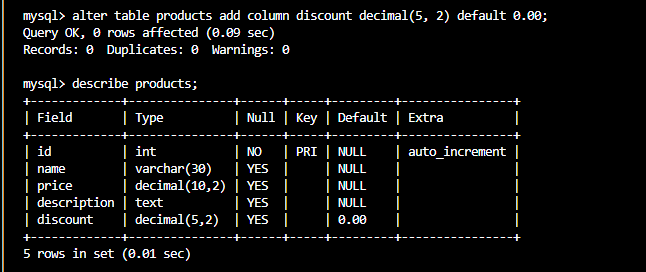 mysql> alter table products add column discount decimal(5, 2) default 0.00;
Query OK, 0 rows affected (0.09 sec)
Records: 0  Duplicates: 0  Warnings: 0

mysql> describe products;
+-------------+---------------+------+-----+---------+----------------+
| Field       | Type          | Null | Key | Default | Extra          |
+-------------+---------------+------+-----+---------+----------------+
| id          | int           | NO   | PRI | NULL    | auto_increment |
| name        | varchar(30)   | YES  |     | NULL    |                |
| price       | decimal(10,2) | YES  |     | NULL    |                |
| description | text          | YES  |     | NULL    |                |
| discount    | decimal(5,2)  | YES  |     | 0.00    |                |
+-------------+---------------+------+-----+---------+----------------+
5 rows in set (0.01 sec)